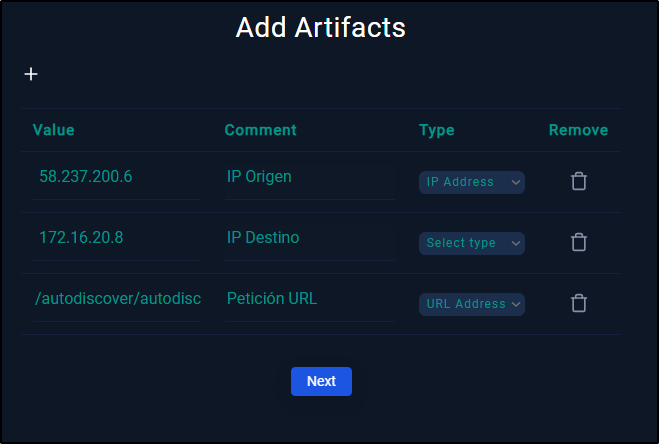 Add Artifacts
+
Value Comment Type Remove
58.237.200.6 IP Origen IP Address
172.16.20.8 IP Destino Select type
/autodiscover/autodisc Petición URL URL Address
Next